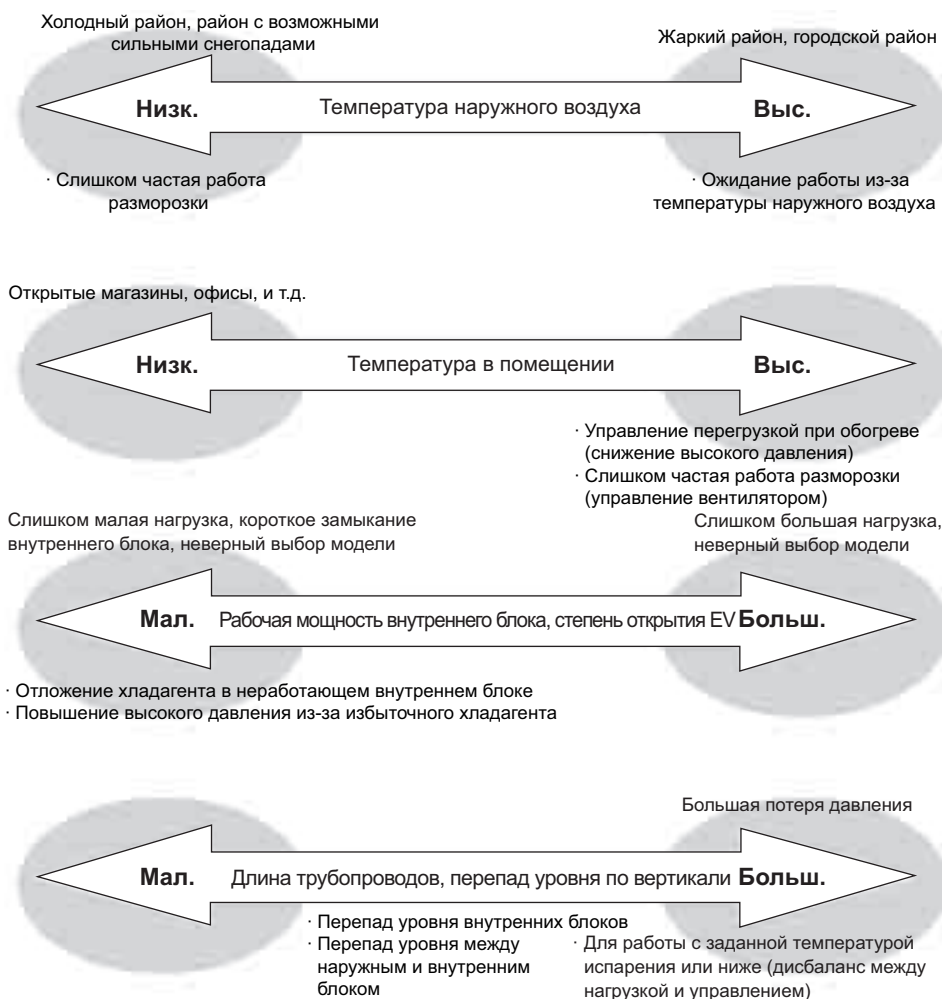 Холодный район, район с возможными
сильными снегопадами
Жаркий район, городской район
Низк.
Температура наружного воздуха
Выс.
· Слишком частая работа
разморозки
· Ожидание работы из-за
температуры наружного воздуха
Открытые магазины, офисы, и т.д.
Низк.
Температура в помещении
Выс.
· Управление перегрузкой при обогреве
(снижение высокого давления)
· Слишком частая работа разморозки
(управление вентилятором)
Слишком малая нагрузка, короткое замыкание
внутреннего блока, неверный выбор модели
Слишком большая нагрузка,
неверный выбор модели
Мал.
Рабочая мощность внутреннего блока, степень открытия EV
Больш.
· Отложение хладагента в неработающем внутреннем блоке
· Повышение высокого давления из-за избыточного хладагента
Большая потеря давления
Мал.
Длина трубопроводов, перепад уровня по вертикали
Больш.
· Перепад уровня внутренних блоков
· Перепад уровня между
наружным и внутренним
блоком
· Для работы с заданной температурой
испарения или ниже (дисбаланс между
нагрузкой и управлением)